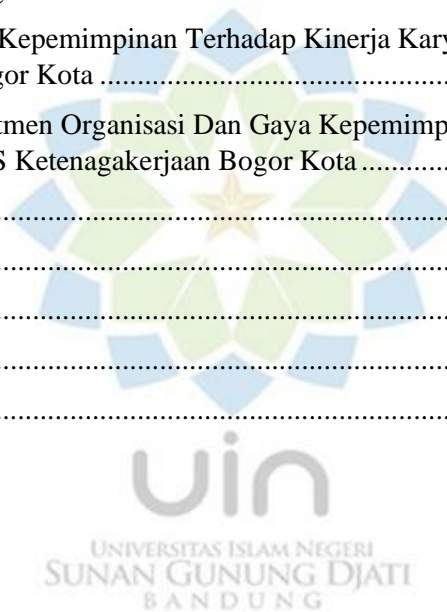 Kepemimpinan Terhadap Kinerja Kary
gor Kota ....................................................
tmen Organisasi Dan Gaya Kepemimp
S Ketenagakerjaan Bogor Kota ..............
....................................................................
....................................................................
....................................................................
....................................................................
....................................................................
uin
UNIVERSITAS ISLAM NEGERI
SUNAN GUNUNG DJATI
BANDUNG